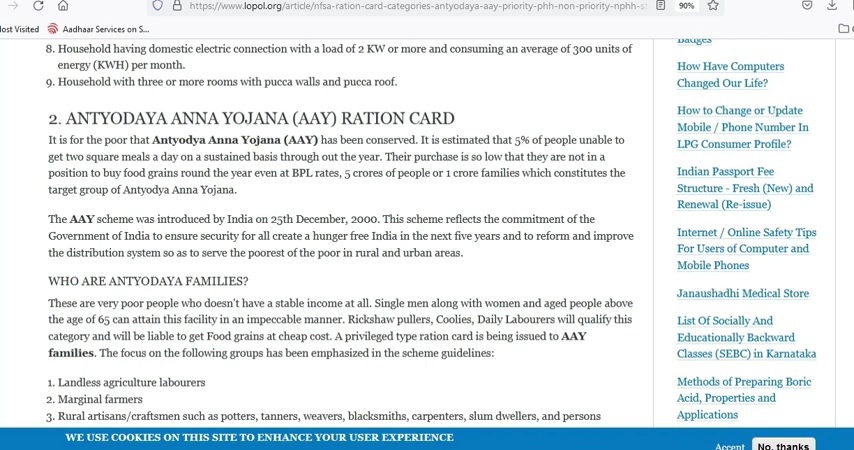 https://www.lopol.org/article/nfsa-ration-card-categories-antyodaya-aay-priority-phh-non-priority-nphh-st
90%
ost Visited
Aadhaar Services on S...
8. Household having domestic electric connection with a load of 2 KW or more and consuming an average of 300 units of
energy (KWH) per month.
9. Household with three or more rooms with pucca walls and pucca roof.
2. ANTYODAYA ANNA YOJANA (AAY) RATION CARD
It is for the poor that Antyodya Anna Yojana (AAY) has been conserved. It is estimated that 5% of people unable to
get two square meals a day on a sustained basis through out the year. Their purchase is so low that they are not in a
position to buy food grains round the year even at BPL rates, 5 crores of people or 1 crore families which constitutes the
target group of Antyodya Anna Yojana.
The AAY scheme was introduced by India on 25th December, 2000. This scheme reflects the commitment of the
Government of India to ensure security for all create a hunger free India in the next five years and to reform and improve
the distribution system so as to serve the poorest of the poor in rural and urban areas.
WHO ARE ANTYODAYA FAMILIES?
These are very poor people who doesn't have a stable income at all. Single men along with women and aged people above
the age of 65 can attain this facility in an impeccable manner. Rickshaw pullers, Coolies, Daily Labourers will qualify this
category and will be liable to get Food grains at cheap cost. A privileged type ration card is being issued to AAY
families. The focus on the following groups has been emphasized in the scheme guidelines:
1. Landless agriculture labourers
2. Marginal farmers
3. Rural artisans/craftsmen such as potters, tanners, weavers, blacksmiths, carpenters, slum dwellers, and persons
Badges
How Have Computers
Changed Our Life?
How to Change or Update
Mobile / Phone Number In
LPG Consumer Profile?
Indian Passport Fee
Structure - Fresh (New) and
Renewal (Re-issue)
Internet / Online Safety Tips
For Users of Computer and
Mobile Phones
Janaushadhi Medical Store
List Of Socially And
Educationally Backward
Classes (SEBC) in Karnataka
Methods of Preparing Boric
Acid, Properties and
Applications
WE USE COOKIES ON THIS SITE TO ENHANCE YOUR USER EXPERIENCE
Accept
No, thanks